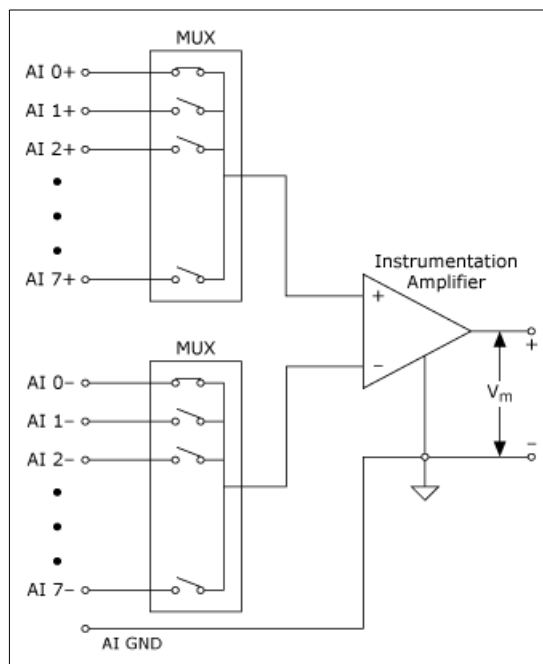 MUX
AI 0+
AI 1+
AI 2+
AI 7+
Instrumentation
Amplifier
+
−
+
Vm
−
MUX
AI 0−
AI 1−
AI 2−
AI 7−
AI GND